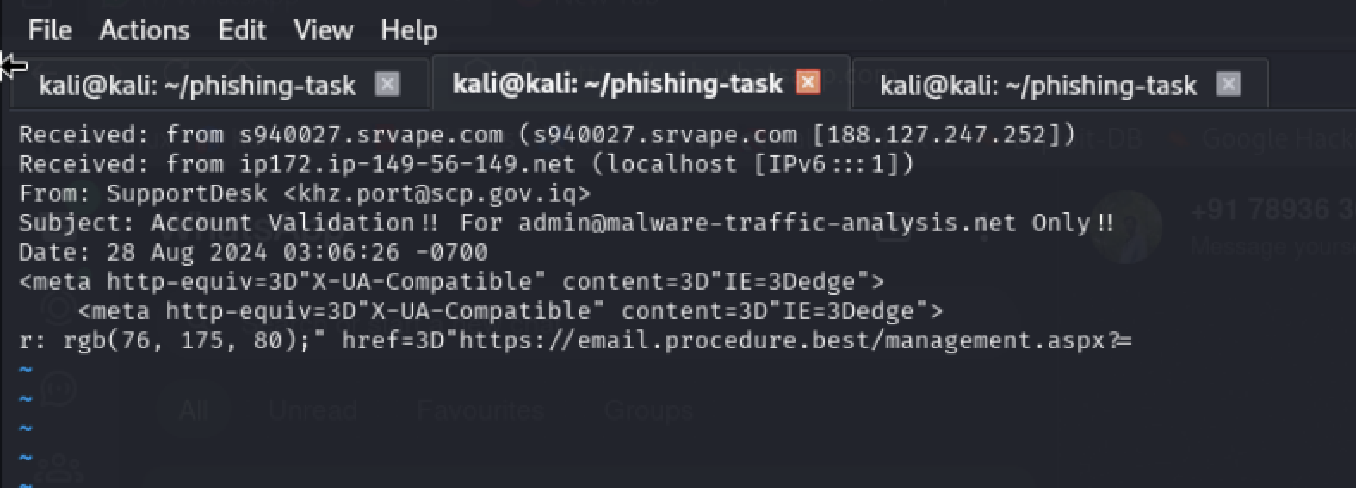 File Actions Edit View Help
kali@kali: ~/phishing-task kali@kali: ~/phishing-task kali@kali: ~/phishing-task
Received: from s940027.srvape.com (s940027.srvape.com [188.127.247.252])
Received: from ip172.ip-149-56-149.net (localhost [IPv6:::1])
From: SupportDesk <khz.port@scp.gov.iq>
Subject: Account Validation!! For admin@malware-traffic-analysis.net Only!!
Date: 28 Aug 2024 03:06:26 -0700
<meta http-equiv=3D"X-UA-Compatible" content=3D"IE=3Dedge">
<meta http-equiv=3D"X-UA-Compatible" content=3D"IE=3Dedge">
r: rgb(76, 175, 80);" href=3D"https://email.procedure.best/management.aspx?=
~
~
~
~
~
All Unread Favourites Groups